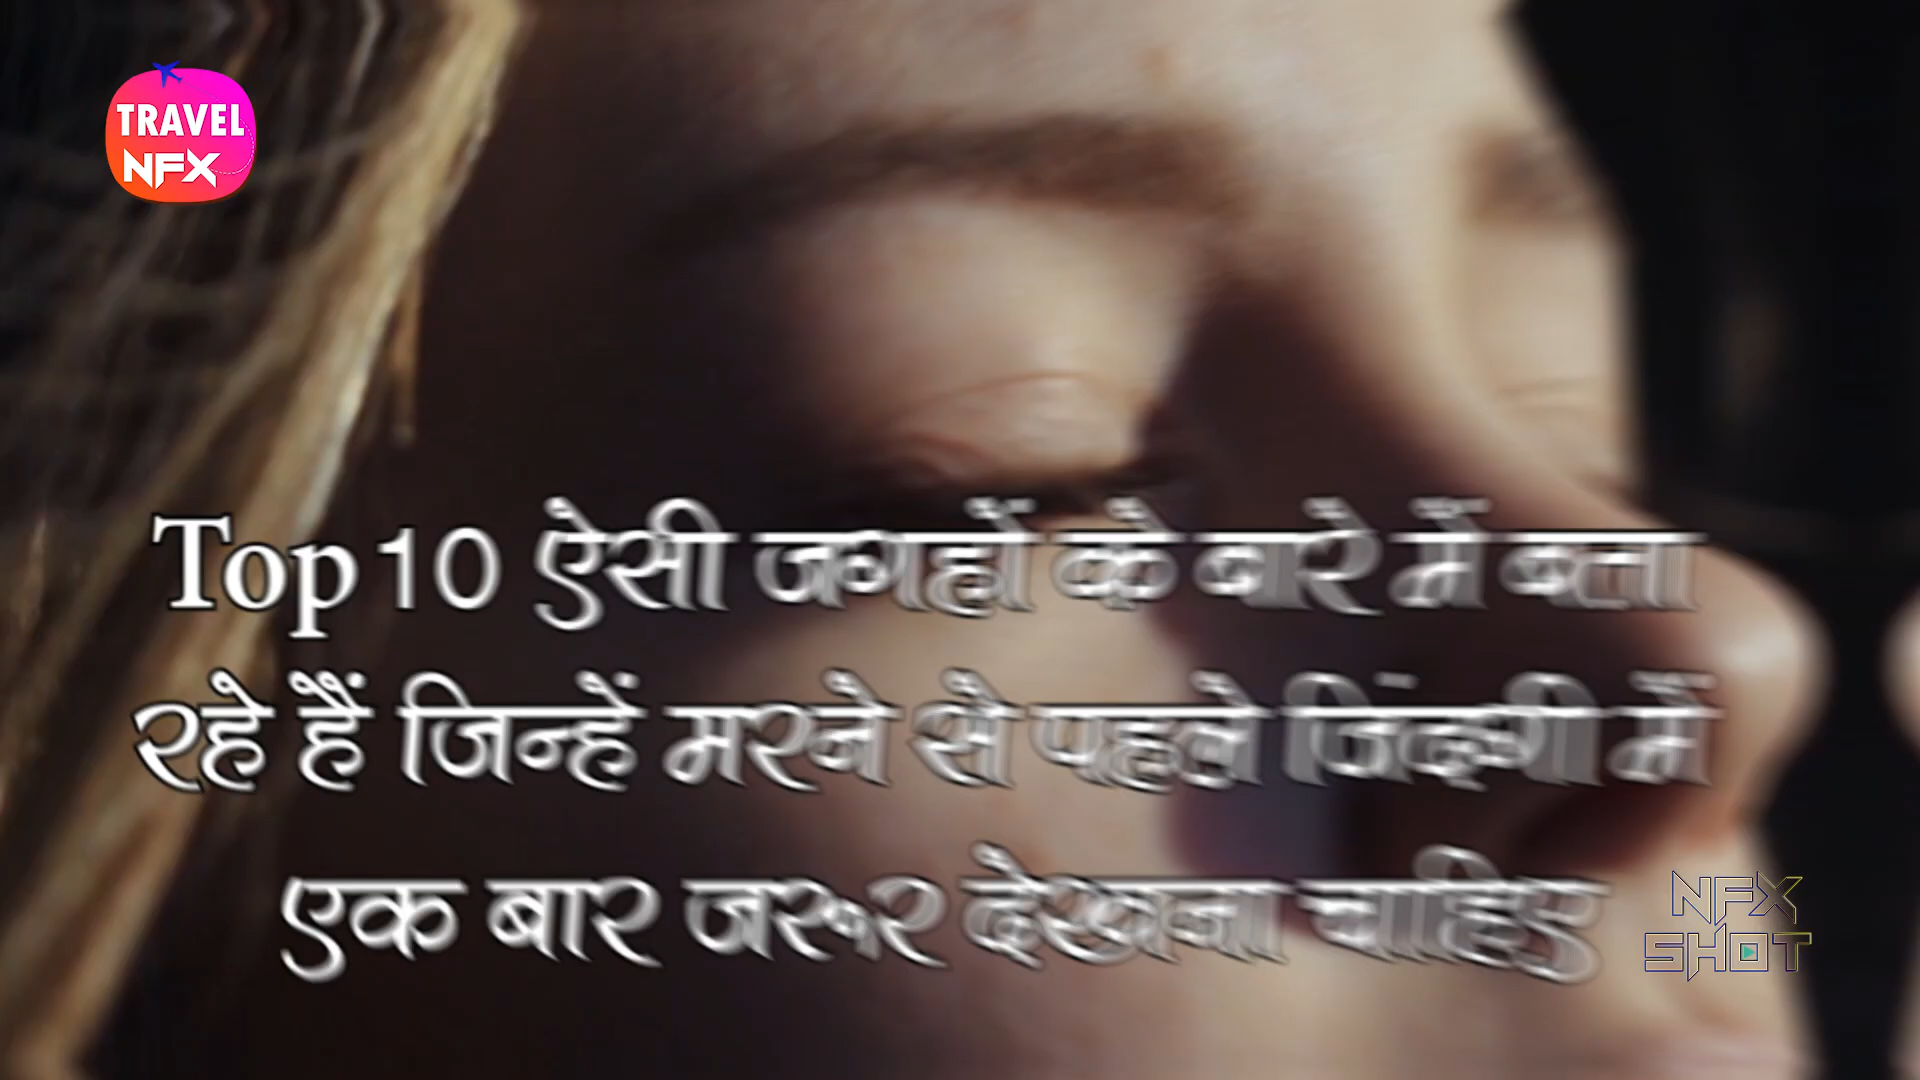 TRAVEL
NFX
Top 10 ऐसी जगहों के बारे में बता
रहे हैं जिन्हें मरने से पहले जिंदगी में
एक बार जरूर देखना चाहिए
NFX
SHOT